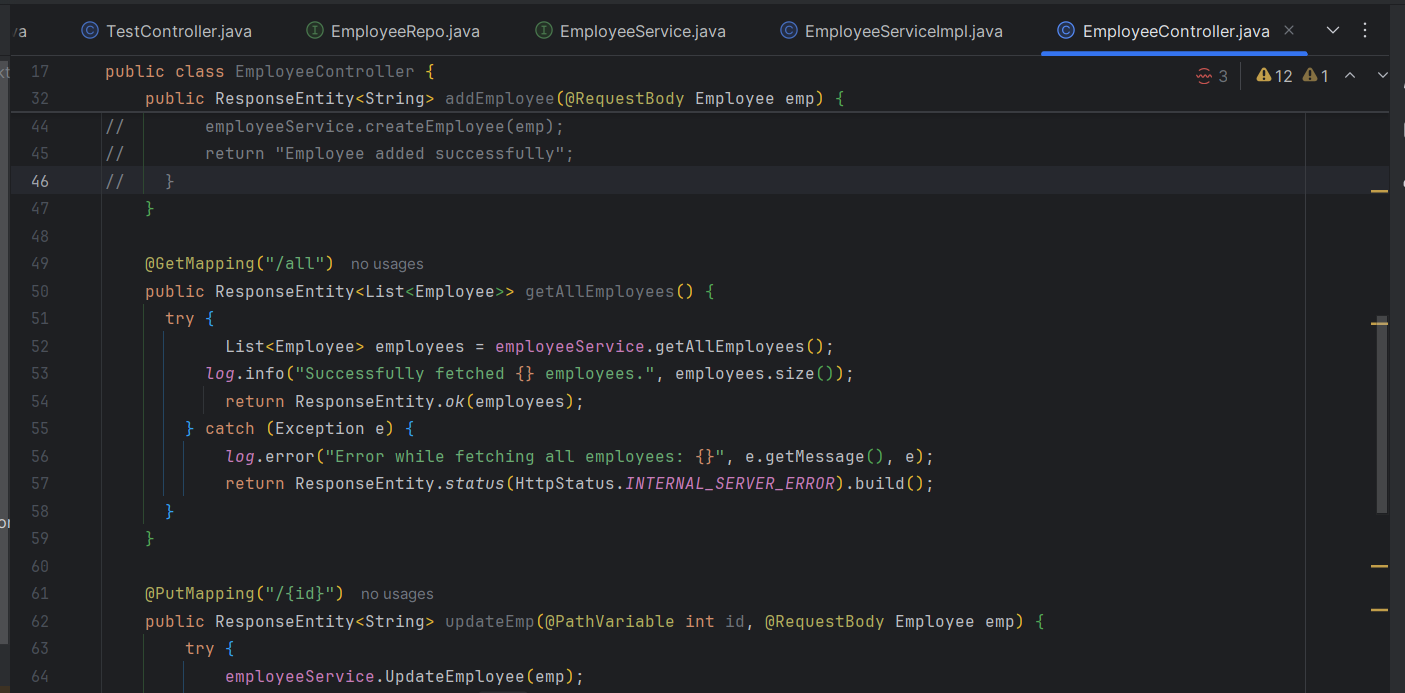 /a TestController.java EmployeeRepo.java EmployeeService.java EmployeeServiceImpl.java EmployeeController.java
17 public class EmployeeController { 3 12 1
32 public ResponseEntity<String> addEmployee(@RequestBody Employee emp) {
44 // employeeService.createEmployee(emp);
45 // return "Employee added successfully";
46 // }
47 }
48
49 @GetMapping("/all") no usages
50 public ResponseEntity<List<Employee>> getAllEmployees() {
51 try {
52 List<Employee> employees = employeeService.getAllEmployees();
53 log.info("Successfully fetched {} employees.", employees.size());
54 return ResponseEntity.ok(employees);
55 } catch (Exception e) {
56 log.error("Error while fetching all employees: {}", e.getMessage(), e);
57 return ResponseEntity.status(HttpStatus.INTERNAL_SERVER_ERROR).build();
58 }
59 }
60
61 @PutMapping("/{id}") no usages
62 public ResponseEntity<String> updateEmp(@PathVariable int id, @RequestBody Employee emp) {
63 try {
64 employeeService.UpdateEmployee(emp);